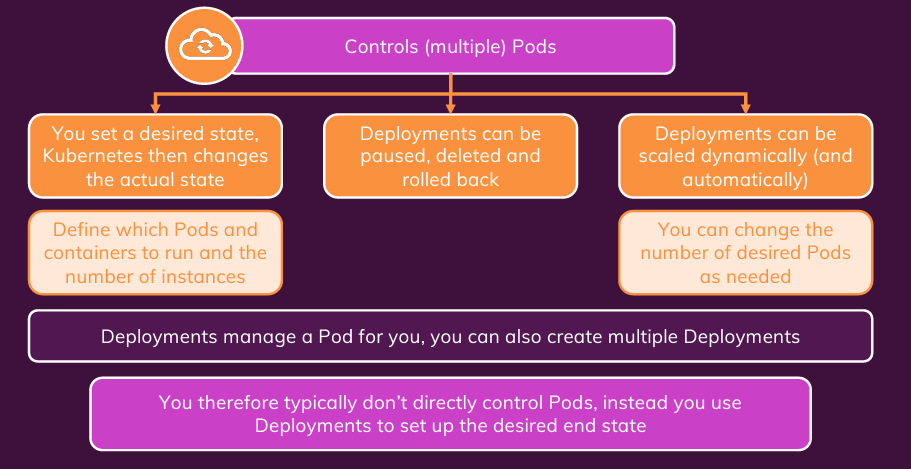 Controls (multiple) Pods
You set a desired state,
Kubernetes then changes
the actual state
Deployments can be
paused, deleted and
rolled back
Deployments can be
scaled dynamically (and
automatically)
Define which Pods and
containers to run and the
number of instances
You can change the
number of desired Pods
as needed
Deployments manage a Pod for you, you can also create multiple Deployments
You therefore typically don’t directly control Pods, instead you use
Deployments to set up the desired end state